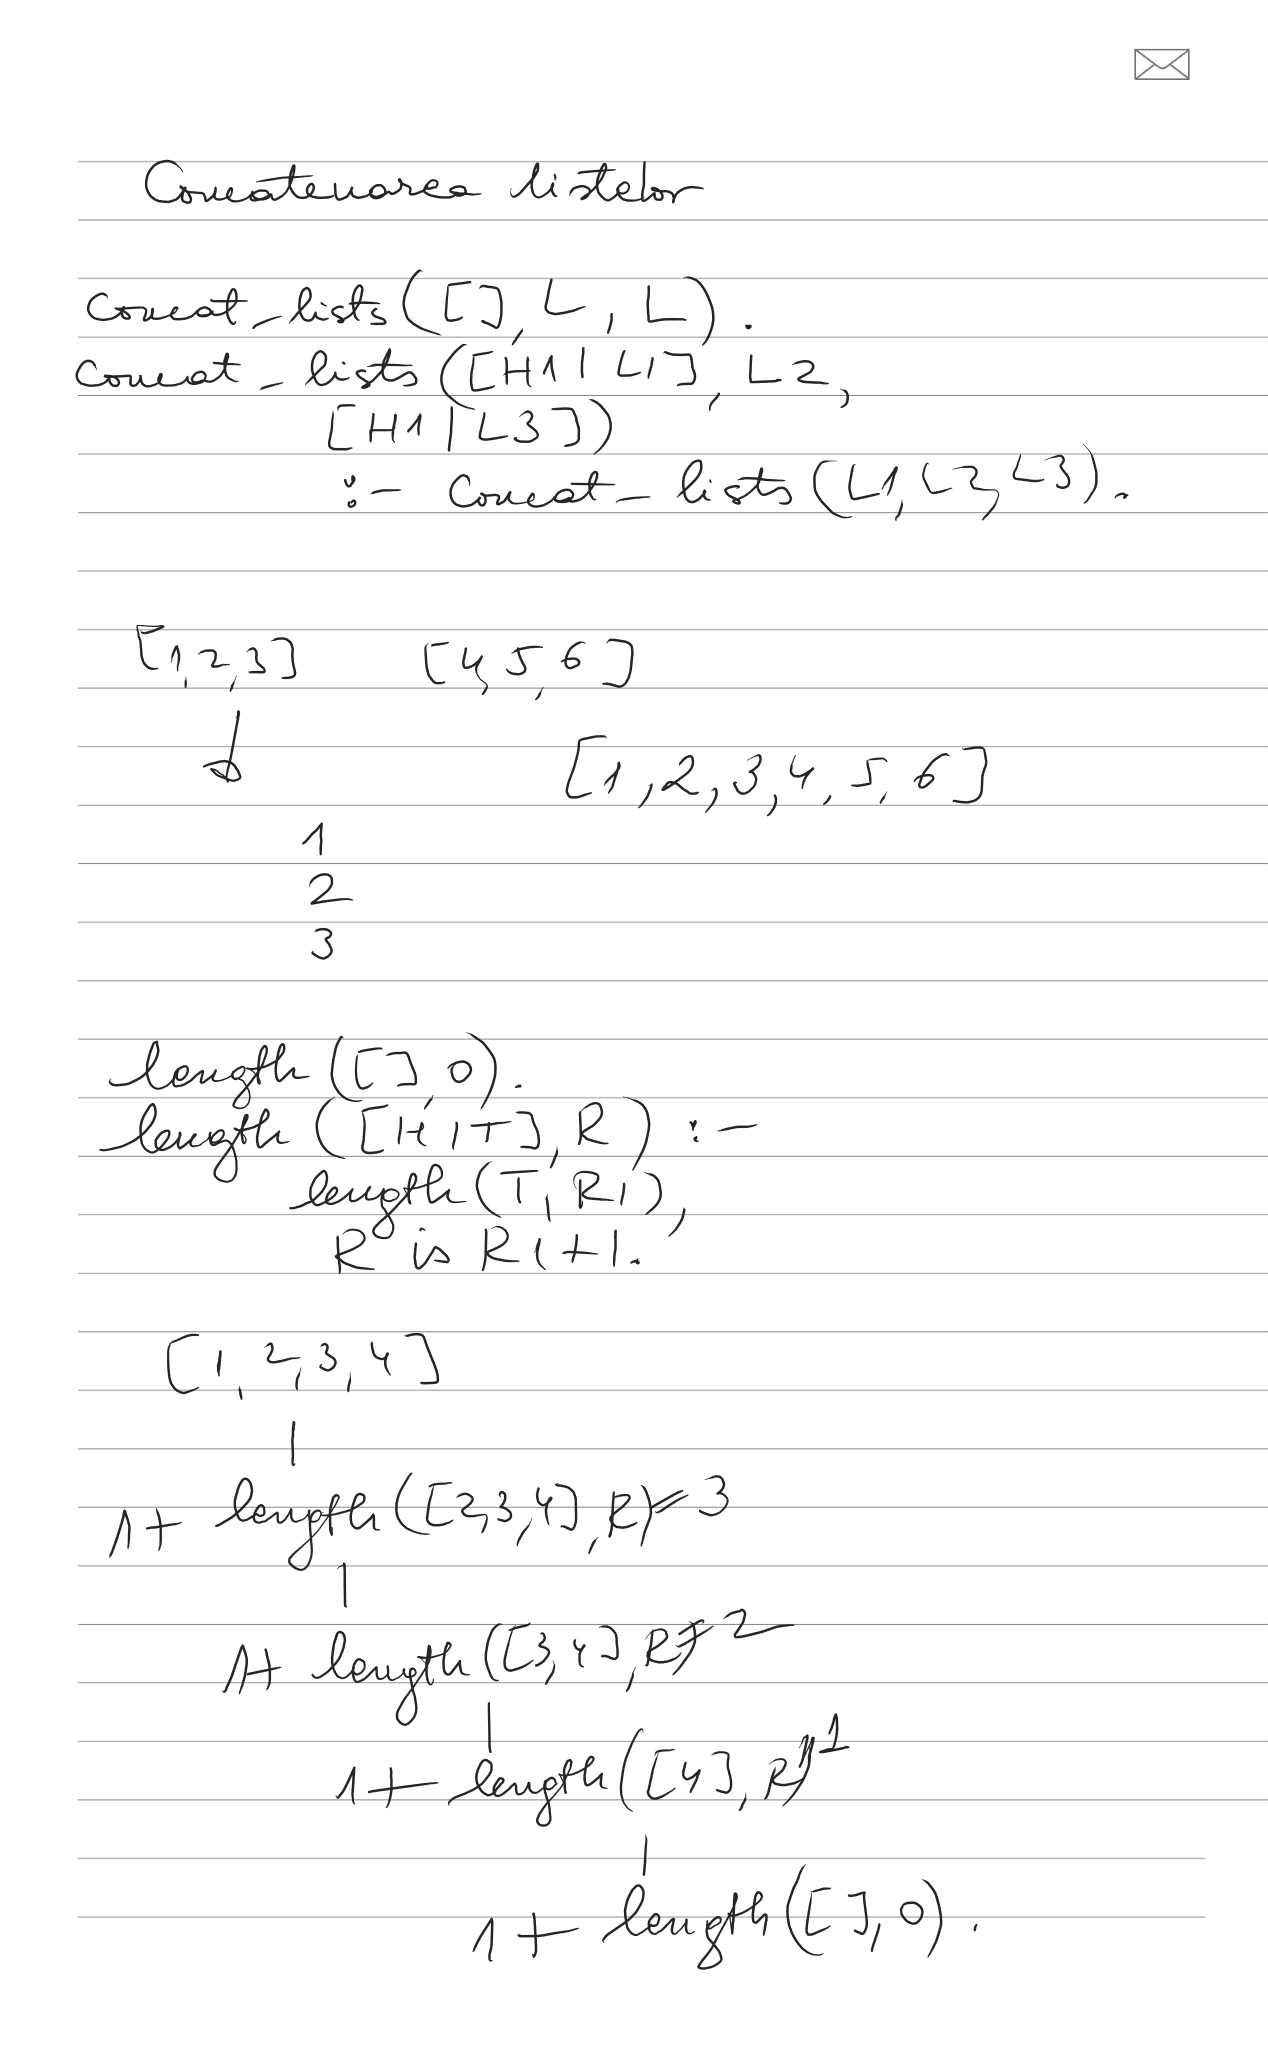 Concatenarea listelor
concat_lists([], L, L).
concat_lists([H1|L1], L2,
[H1|L3])
:- concat_lists(L1,L2,L3).
[1,2,3] [4,5,6]
[1,2,3,4,5,6]
1
2
3
length([],0).
length([H|T],R) :-
length(T,R1),
R is R1+1.
[1,2,3,4]
1+ length([2,3,4],R)=3
1+ length([3,4],R)=2
1+ length([4],R)=1
1+ length([],0).